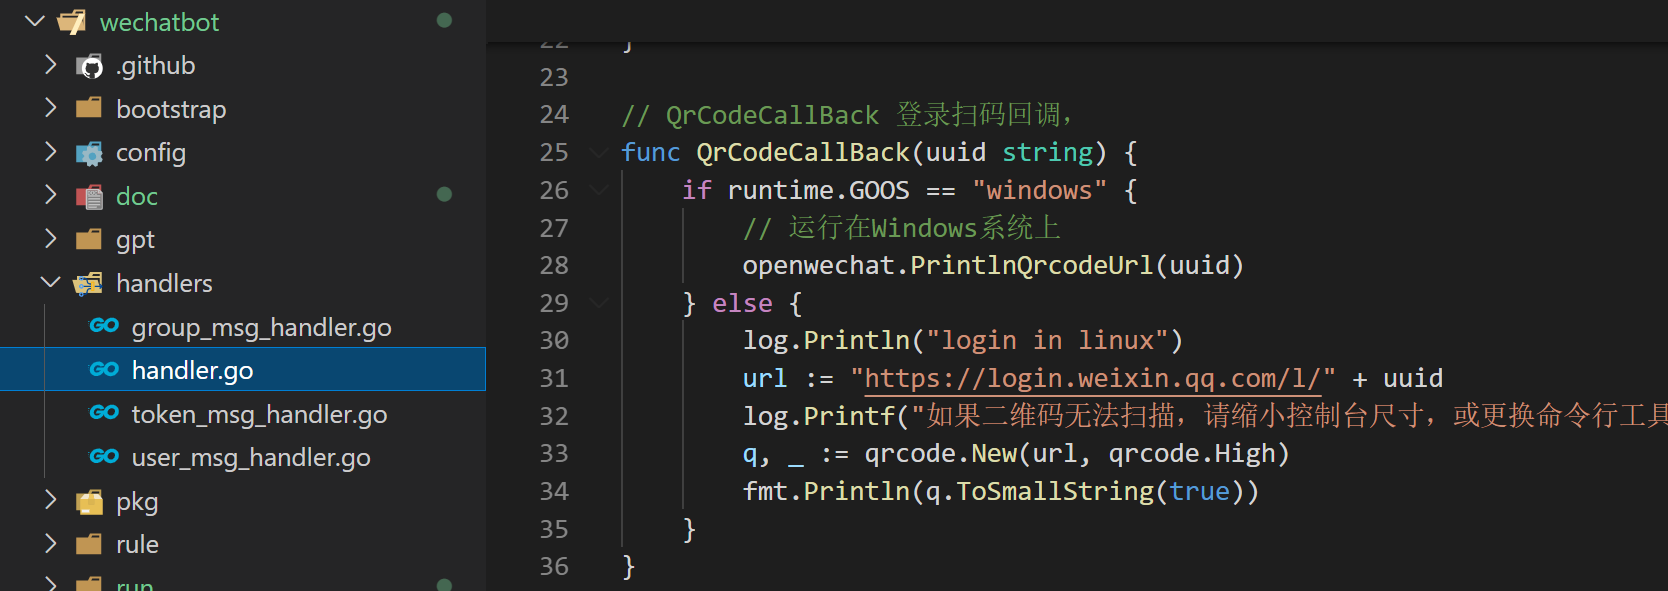 wechatbot
.github
bootstrap
config
doc
gpt
handlers
group_msg_handler.go
handler.go
token_msg_handler.go
user_msg_handler.go
pkg
rule
run
22 }
23
24 // QrCodeCallBack 登录扫码回调，
25 func QrCodeCallBack(uuid string) {
26 if runtime.GOOS == "windows" {
27 // 运行在Windows系统上
28 openwechat.PrintlnQrcodeUrl(uuid)
29 } else {
30 log.Println("login in linux")
31 url := "https://login.weixin.qq.com/l/" + uuid
32 log.Printf("如果二维码无法扫描，请缩小控制台尺寸，或更换命令行工具
33 q, _ := qrcode.New(url, qrcode.High)
34 fmt.Println(q.ToSmallString(true))
35 }
36 }